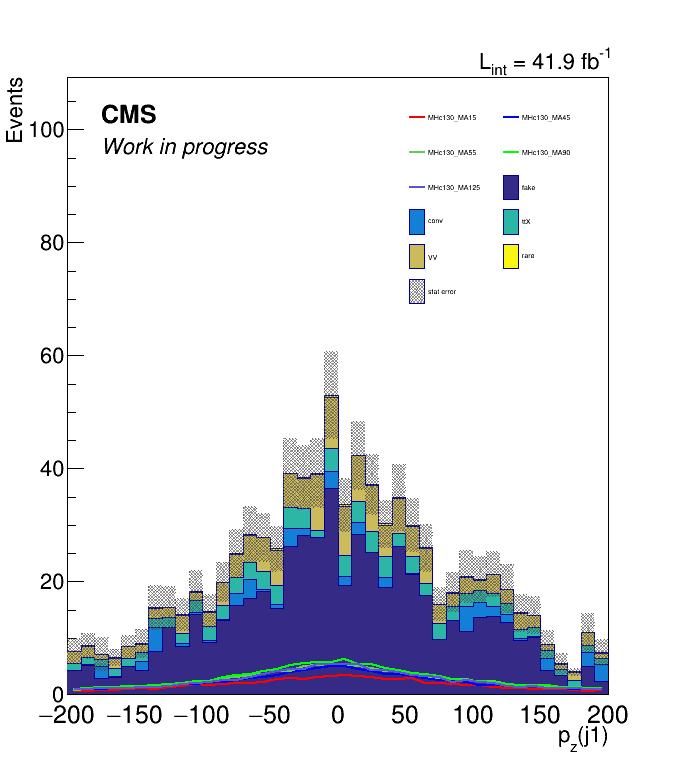 L_int = 41.9 fb^-1
Events
CMS
Work in progress
MHc130_MA15
MHc130_MA45
MHc130_MA55
MHc130_MA90
MHc130_MA125
fake
conv
ttX
VV
rare
stat error
100
80
60
40
20
0
−200 −150 −100 −50 0 50 100 150 200
p_z(j1)